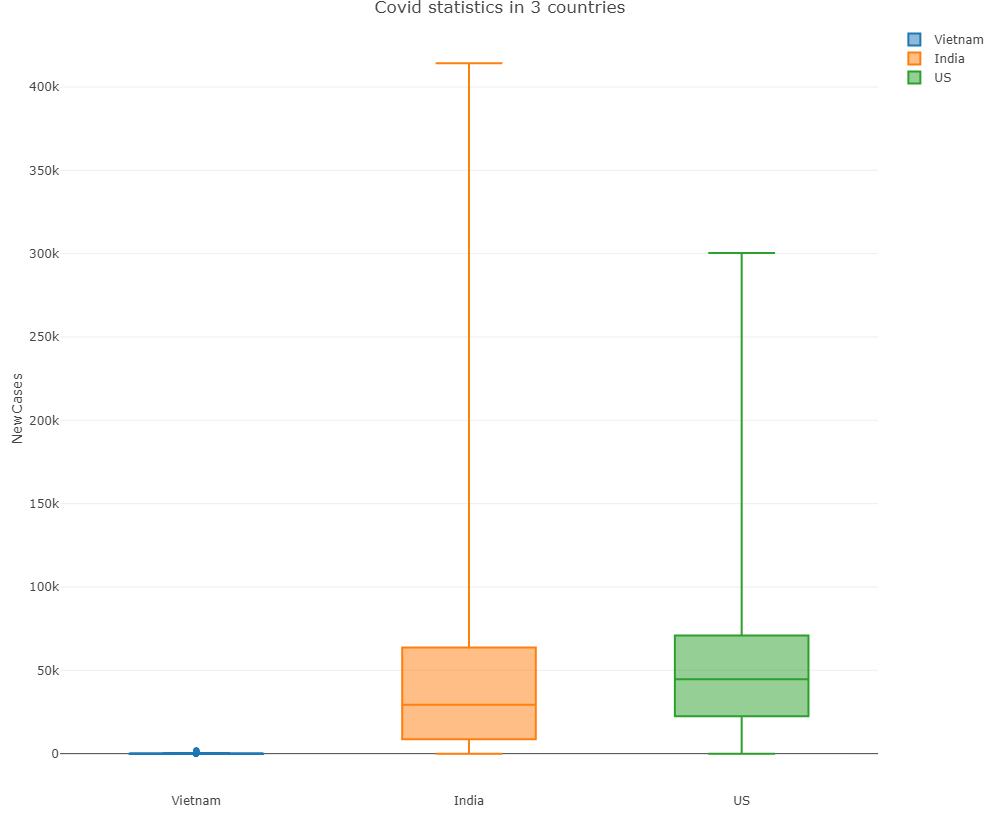 Covid statistics in 3 countries
Vietnam
India
US
400k
350k
300k
250k
200k
150k
100k
50k
0
NewCases
Vietnam
India
US